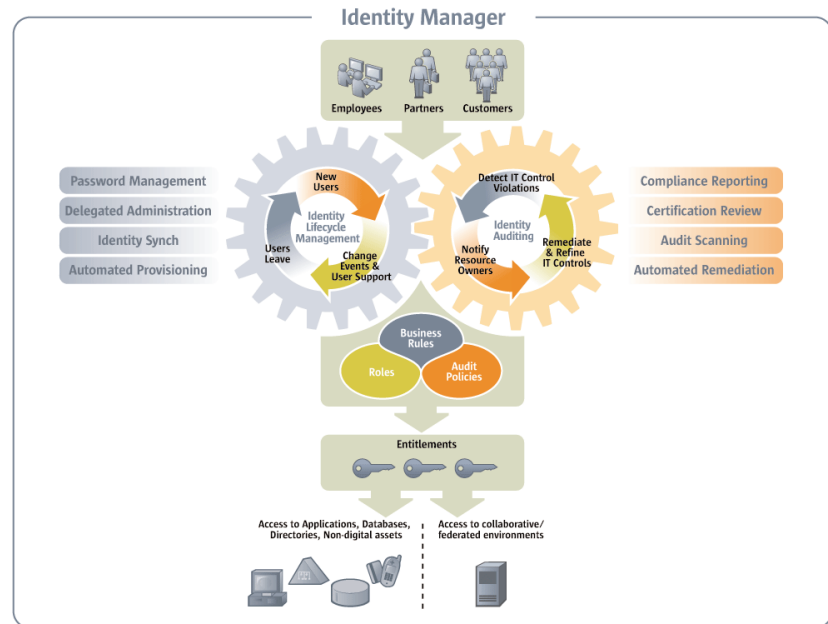 Identity Manager
Employees
Partners
Customers
Password Management
Delegated Administration
Identity Synch
Automated Provisioning
New
Users
Identity
Lifecycle
Management
Users
Leave
Change
Events &
User Support
Detect IT Control
Violations
Identity
Auditing
Notify
Resource
Owners
Remediate
& Refine
IT Controls
Compliance Reporting
Certification Review
Audit Scanning
Automated Remediation
Business
Rules
Roles
Audit
Policies
Entitlements
Access to Applications, Databases,
Directories, Non-digital assets
Access to collaborative/
federated environments